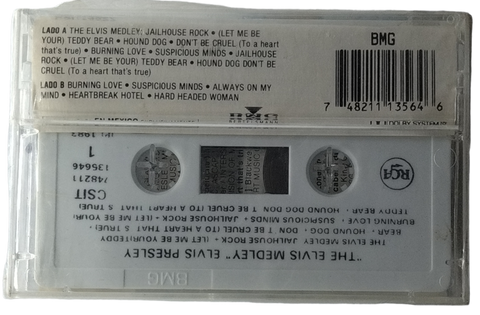 LADO A THE ELVIS MEDLEY; JAILHOUSE ROCK • (LET ME BE
YOUR) TEDDY BEAR • HOUND DOG • DON'T BE CRUEL (To a heart
that's true) • BURNING LOVE • SUSPICIOUS MINDS • JAILHOUSE
ROCK • (LET ME BE YOUR) TEDDY BEAR • HOUND DOG DON'T BE
CRUEL (To a heart that's true)
LADO B BURNING LOVE • SUSPICIOUS MINDS • ALWAYS ON MY
MIND • HEARTBREAK HOTEL • HARD HEADED WOMAN
BMG
7 48211 13564 6
BMG
EN MEXICO
DOLBY SYSTEM
BMG
"THE ELVIS MEDLEY" ELVIS PRESLEY
THE ELVIS MEDLEY JAILHOUSE ROCK • (LET ME BE YOUR)TEDDY
BEAR • HOUND DOG • DON T BE CRUEL (TO A HEART THAT S TRUE) •
BURNING LOVE • SUSPICIOUS MINDS • JAILHOUSE ROCK • (LET ME BE YOUR)
TEDDY BEAR • HOUND DOG DON T BE CRUEL (TO A HEART THAT S TRUE)
CSIT
748211
135646
1
RCA